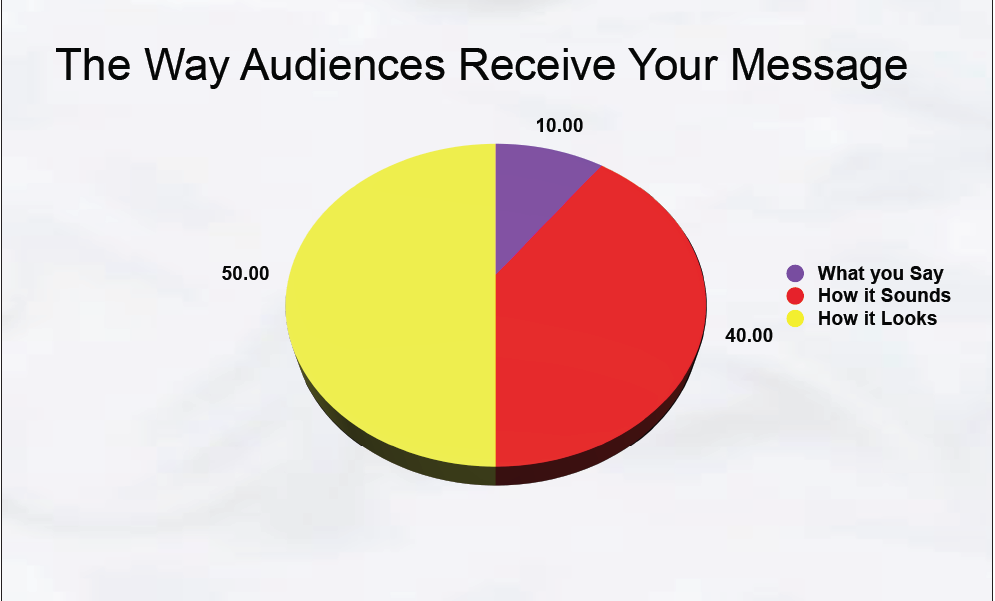 The Way Audiences Receive Your Message
10.00
50.00
What you Say
How it Sounds
How it Looks
40.00